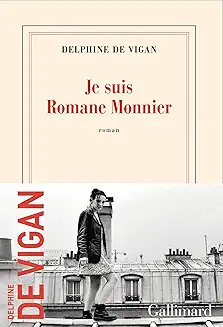 DELPHINE DE VIGAN
Je suis
Romane Monnier
roman
DELPHINE
DE VIGAN
Gallimard